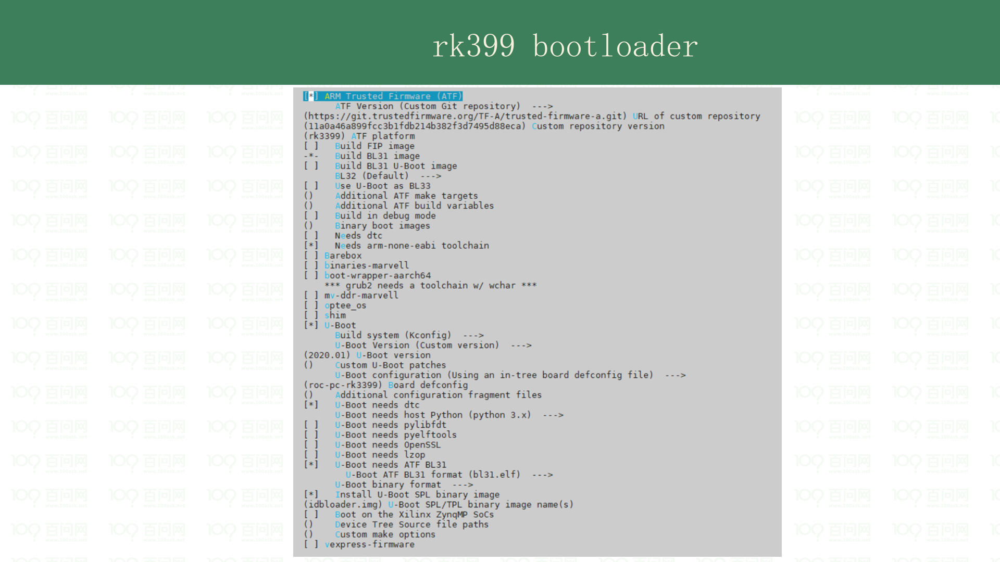 rk399 bootloader
[*] ARM Trusted Firmware (ATF)
ATF Version (Custom Git repository)  --->
(https://git.trustedfirmware.org/TF-A/trusted-firmware-a.git) URL of custom repository
(11a0a46a899fcc3b1fdb214b382f3d7495d88eca) Custom repository version
(rk3399) ATF platform
[ ]   Build FIP image
-*-   Build BL31 image
[ ]   Build BL31 U-Boot image
BL32 (Default)  --->
[ ]   Use U-Boot as BL33
()    Additional ATF make targets
()    Additional ATF build variables
[ ]   Build in debug mode
()    Binary boot images
[ ]   Needs dtc
[*]   Needs arm-none-eabi toolchain
[ ] Barebox
[ ] binaries-marvell
[ ] boot-wrapper-aarch64
*** grub2 needs a toolchain w/ wchar ***
[ ] mv-ddr-marvell
[ ] optee_os
[ ] shim
[*] U-Boot
Build system (Kconfig)  --->
U-Boot Version (Custom version)  --->
(2020.01) U-Boot version
()    Custom U-Boot patches
U-Boot configuration (Using an in-tree board defconfig file)  --->
(roc-pc-rk3399) Board defconfig
()    Additional configuration fragment files
[*]   U-Boot needs dtc
U-Boot needs host Python (python 3.x)  --->
[ ]   U-Boot needs pylibfdt
[ ]   U-Boot needs pyelftools
[ ]   U-Boot needs OpenSSL
[ ]   U-Boot needs lzop
[*]   U-Boot needs ATF BL31
U-Boot ATF BL31 format (bl31.elf)  --->
U-Boot binary format  --->
[*]   Install U-Boot SPL binary image
(idbloader.img) U-Boot SPL/TPL binary image name(s)
[ ]   Boot on the Xilinx ZynqMP SoCs
()    Device Tree Source file paths
()    Custom make options
[ ] vexpress-firmware
百问网
www.100ask.net